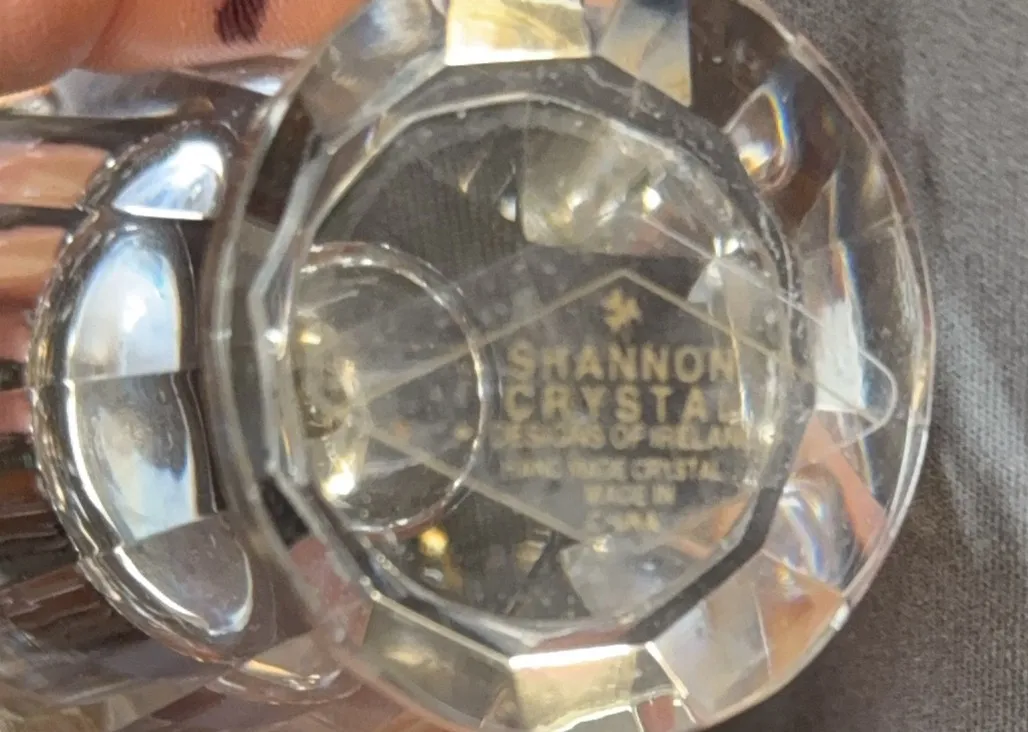 SHANNON
CRYSTAL
DESIGNS OF IRELAND
HAND MADE CRYSTAL
MADE IN
CHINA